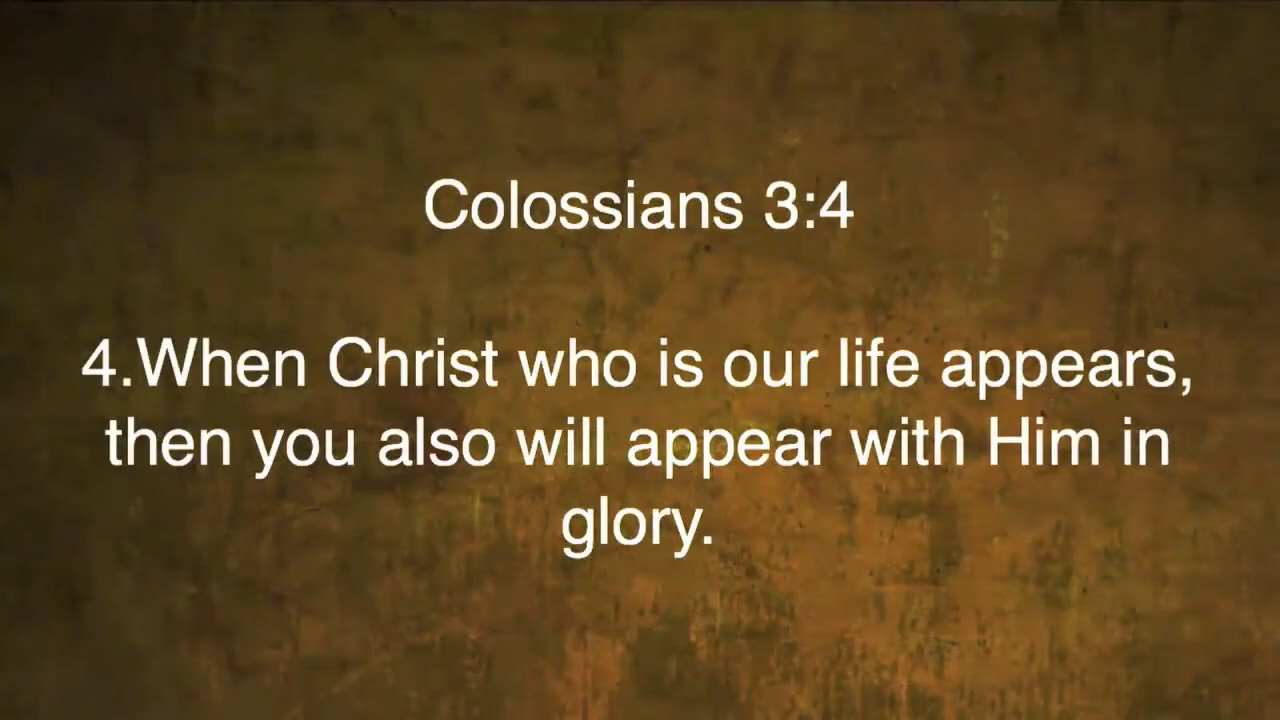 Colossians 3:4
4.When Christ who is our life appears,
then you also will appear with Him in
glory.